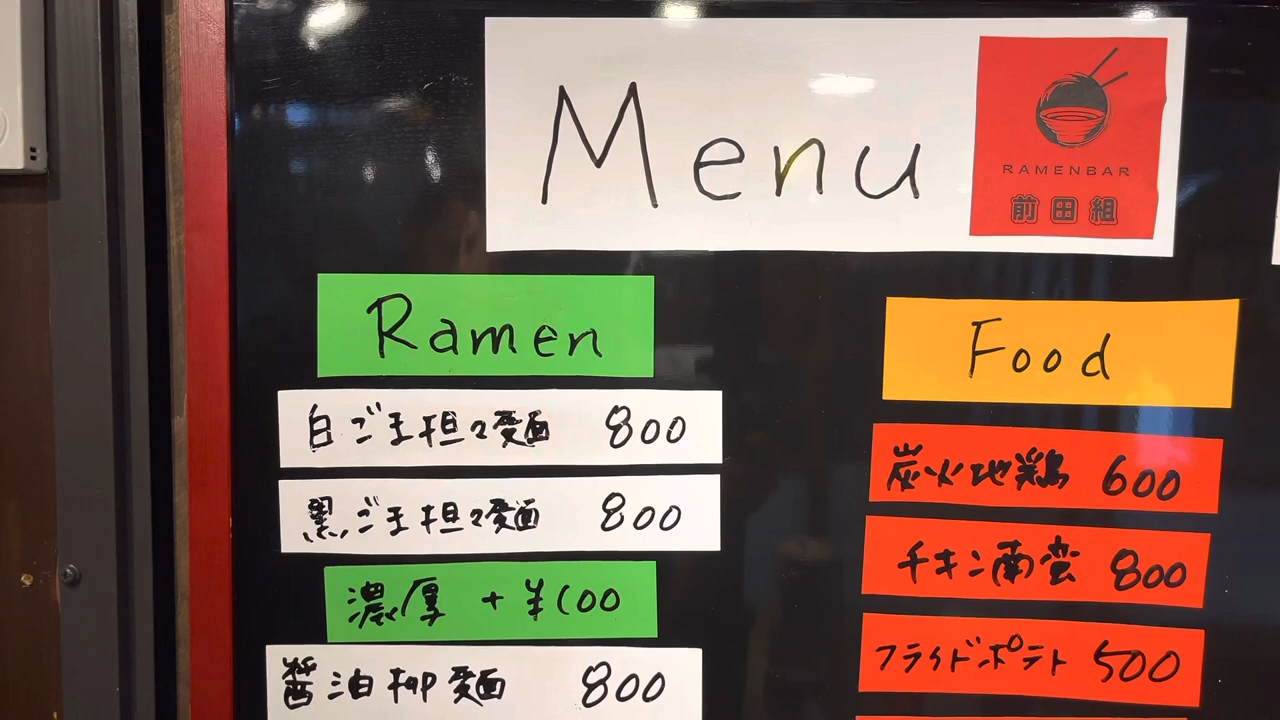 Menu
RAMENBAR
前田組
Ramen
白ごま担々麺 800
黒ごま担々麺 800
濃厚 + ¥100
醤油柳麺 800
Food
炭火地鶏 600
チキン南蛮 800
フライドポテト 500